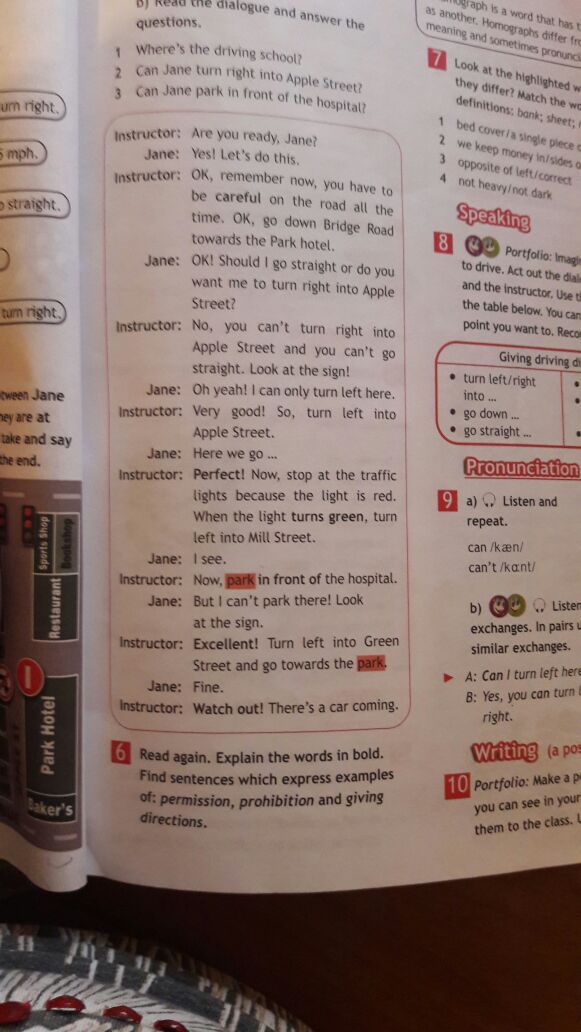 b) Read the dialogue and answer the
questions.
1 Where's the driving school?
2 Can Jane turn right into Apple Street?
3 Can Jane park in front of the hospital?
Instructor: Are you ready, Jane?
Jane: Yes! Let's do this.
Instructor: OK, remember now, you have to
be careful on the road all the
time. OK, go down Bridge Road
towards the Park hotel.
Jane: OK! Should I go straight or do you
want me to turn right into Apple
Street?
Instructor: No, you can't turn right into
Apple Street and you can't go
straight. Look at the sign!
Jane: Oh yeah! I can only turn left here.
Instructor: Very good! So, turn left into
Apple Street.
Jane: Here we go ...
Instructor: Perfect! Now, stop at the traffic
lights because the light is red.
When the light turns green, turn
left into Mill Street.
Jane: I see.
Instructor: Now, park in front of the hospital.
Jane: But I can't park there! Look
at the sign.
Instructor: Excellent! Turn left into Green
Street and go towards the park.
Jane: Fine.
Instructor: Watch out! There's a car coming.
6 Read again. Explain the words in bold.
Find sentences which express examples
of: permission, prohibition and giving
directions.
urn right.
mph.
straight.
turn right.
Jane
hey are at
take and say
the end.
Sports Shop
Bookshop
Restaurant
Park Hotel
Baker's
is a word that has t
as another. Homographs differ fr
meaning and sometimes pronunci
7 Look at the highlighted w
they differ? Match the wo
definitions: bank; sheet;
1 bed cover/a single piece o
2 we keep money in/sides o
3 opposite of left/correct
4 not heavy/not dark
Speaking
8 Portfolio: Imagin
to drive. Act out the dial
and the instructor. Use t
the table below. You can
point you want to. Reco
Giving driving di
• turn left/right
into ...
• go down ...
• go straight ...
Pronunciation
9 a) Listen and
repeat.
can /kæn/
can't /kɑnt/
b) Listen
exchanges. In pairs
similar exchanges.
A: Can I turn left here
B: Yes, you can turn l
right.
Writing (a pos
10 Portfolio: Make a p
you can see in your
them to the class.